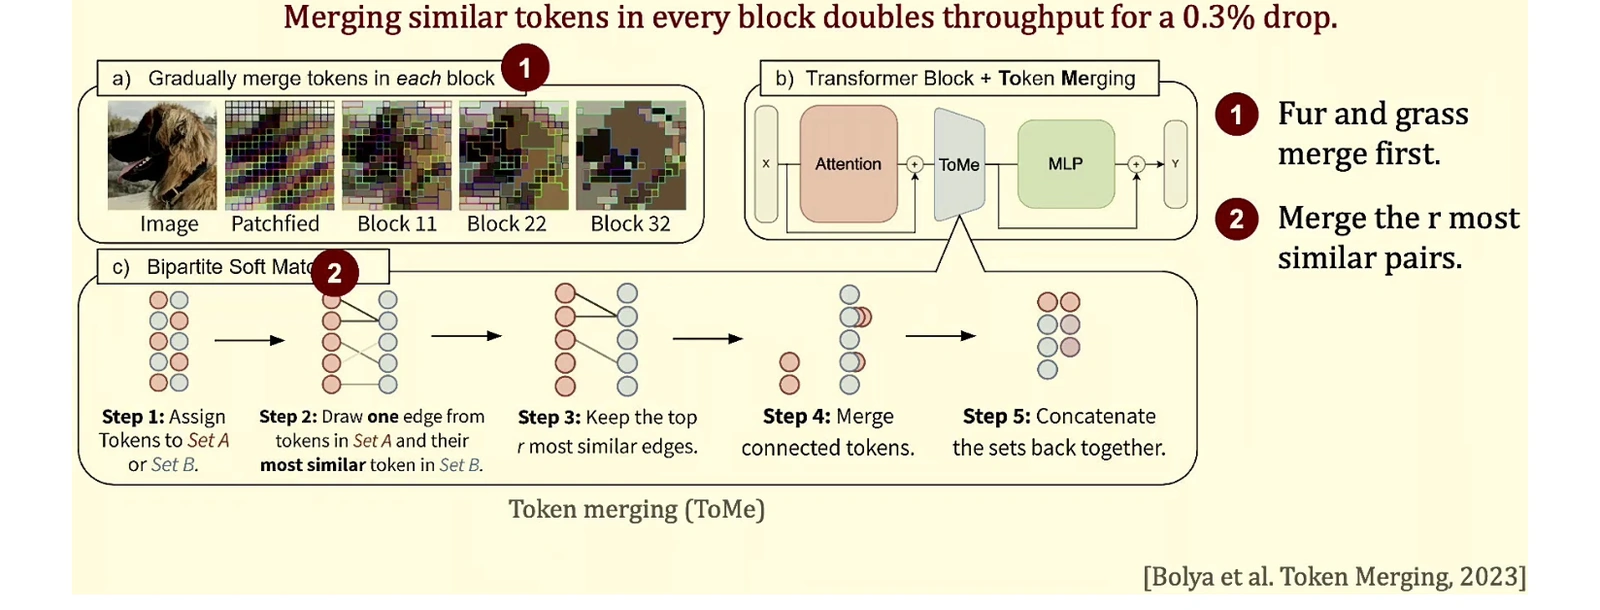 Merging similar tokens in every block doubles throughput for a 0.3% drop.
a) Gradually merge tokens in each block
1
Image
Patchfied
Block 11
Block 22
Block 32
b) Transformer Block + Token Merging
X
Attention
+
ToMe
MLP
+
Y
1
Fur and grass
merge first.
2
Merge the r most
similar pairs.
c) Bipartite Soft
2
Step 1: Assign
Tokens to Set A
or Set B.
Step 2: Draw one edge from
tokens in Set A and their
most similar token in Set B.
Step 3: Keep the top
r most similar edges.
Step 4: Merge
connected tokens.
Step 5: Concatenate
the sets back together.
Token merging (ToMe)
[Bolya et al. Token Merging, 2023]